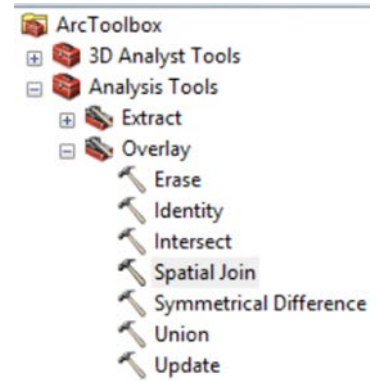 ArcToolbox
3D Analyst Tools
Analysis Tools
Extract
Overlay
Erase
Identity
Intersect
Spatial Join
Symmetrical Difference
Union
Update